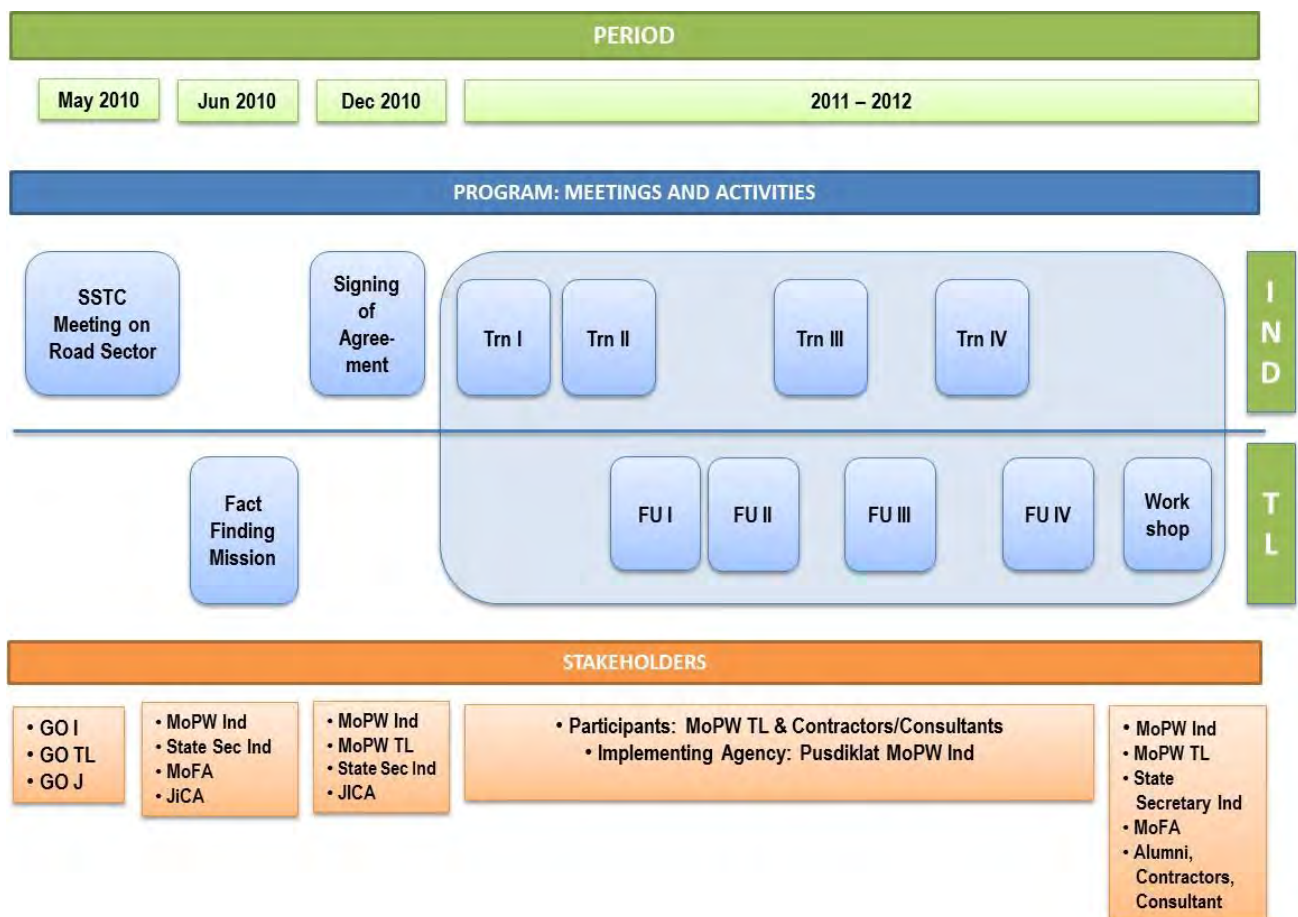 PERIOD
May 2010
Jun 2010
Dec 2010
2011 – 2012
PROGRAM: MEETINGS AND ACTIVITIES
SSTC
Meeting on
Road Sector
Signing
of
Agree-
ment
Trn I
Trn II
Trn III
Trn IV
I
N
D
Fact
Finding
Mission
FU I
FU II
FU III
FU IV
Work
shop
T
L
STAKEHOLDERS
• GO I
• GO TL
• GO J
• MoPW Ind
• State Sec Ind
• MoFA
• JiCA
• MoPW Ind
• MoPW TL
• State Sec Ind
• JICA
• Participants: MoPW TL & Contractors/Consultants
• Implementing Agency: Pusdiklat MoPW Ind
• MoPW Ind
• MoPW TL
• State
Secretary Ind
• MoFA
• Alumni,
Contractors,
Consultant